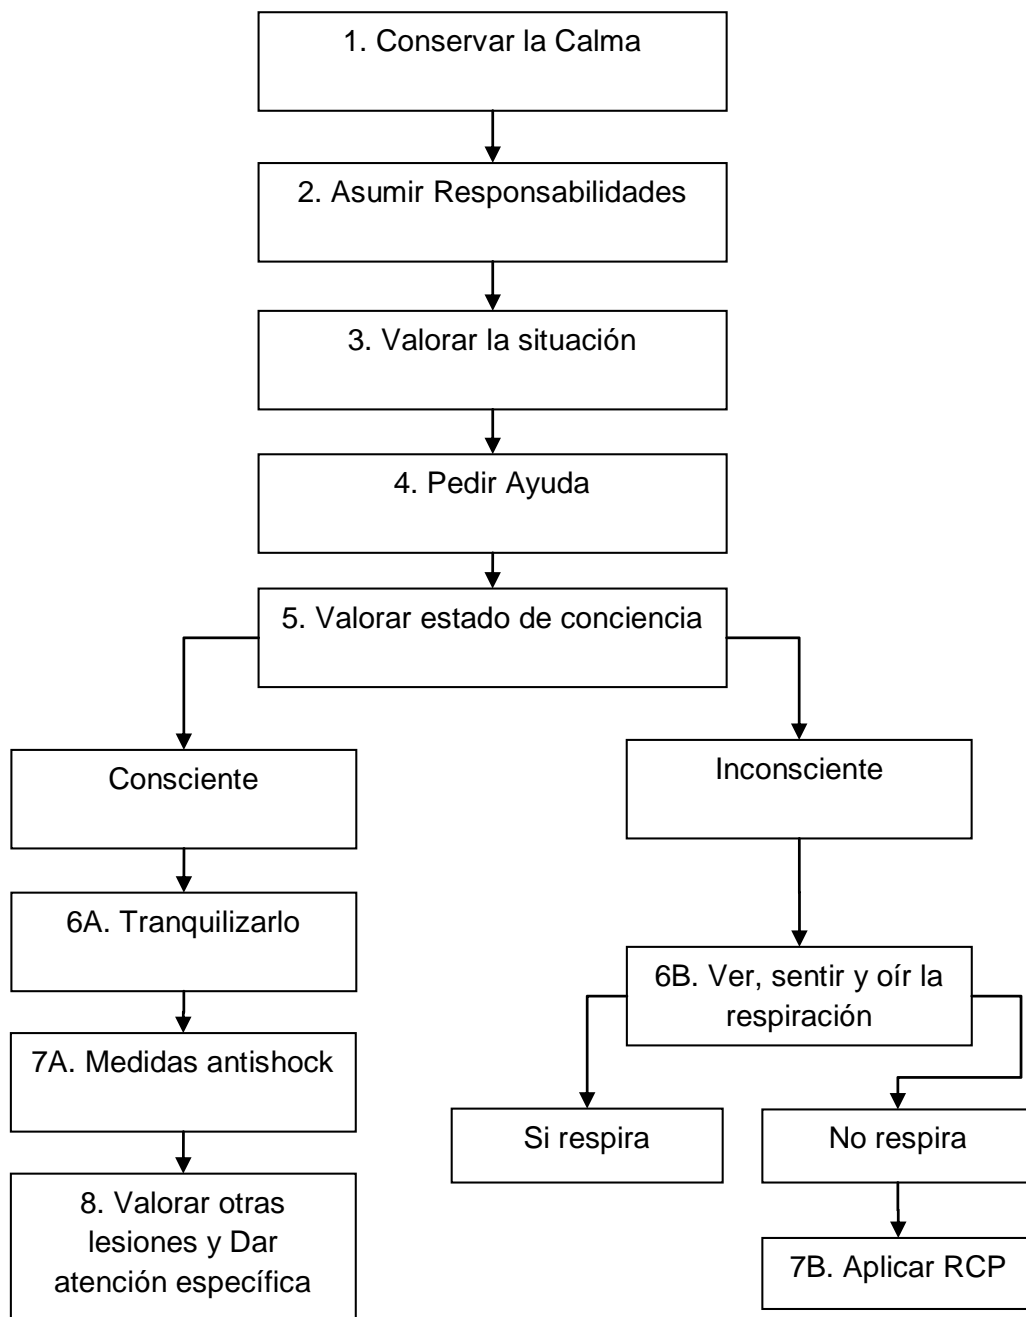 1. Conservar la Calma
2. Asumir Responsabilidades
3. Valorar la situación
4. Pedir Ayuda
5. Valorar estado de conciencia
Consciente
Inconsciente
6A. Tranquilizarlo
6B. Ver, sentir y oír la
respiración
7A. Medidas antishock
Si respira
No respira
8. Valorar otras
lesiones y Dar
atención específica
7B. Aplicar RCP